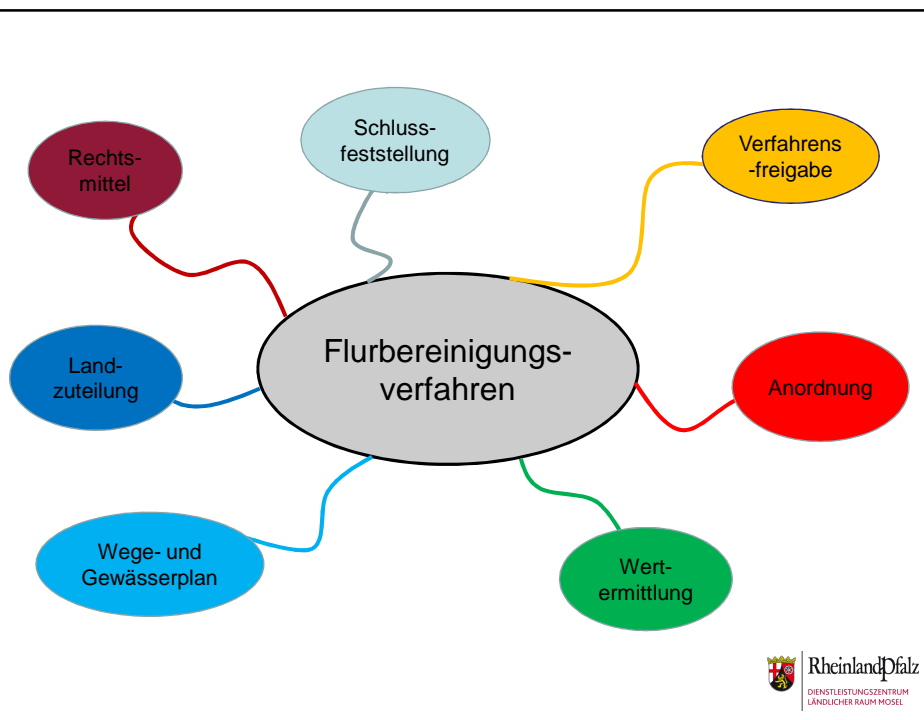 Schluss-
feststellung
Verfahrens
-freigabe
Rechts-
mittel
Flurbereinigungs-
verfahren
Land-
zuteilung
Anordnung
Wege- und
Gewässerplan
Wert-
ermittlung
RheinlandPfalz
DIENSTLEISTUNGSZENTRUM
LÄNDLICHER RAUM MOSEL